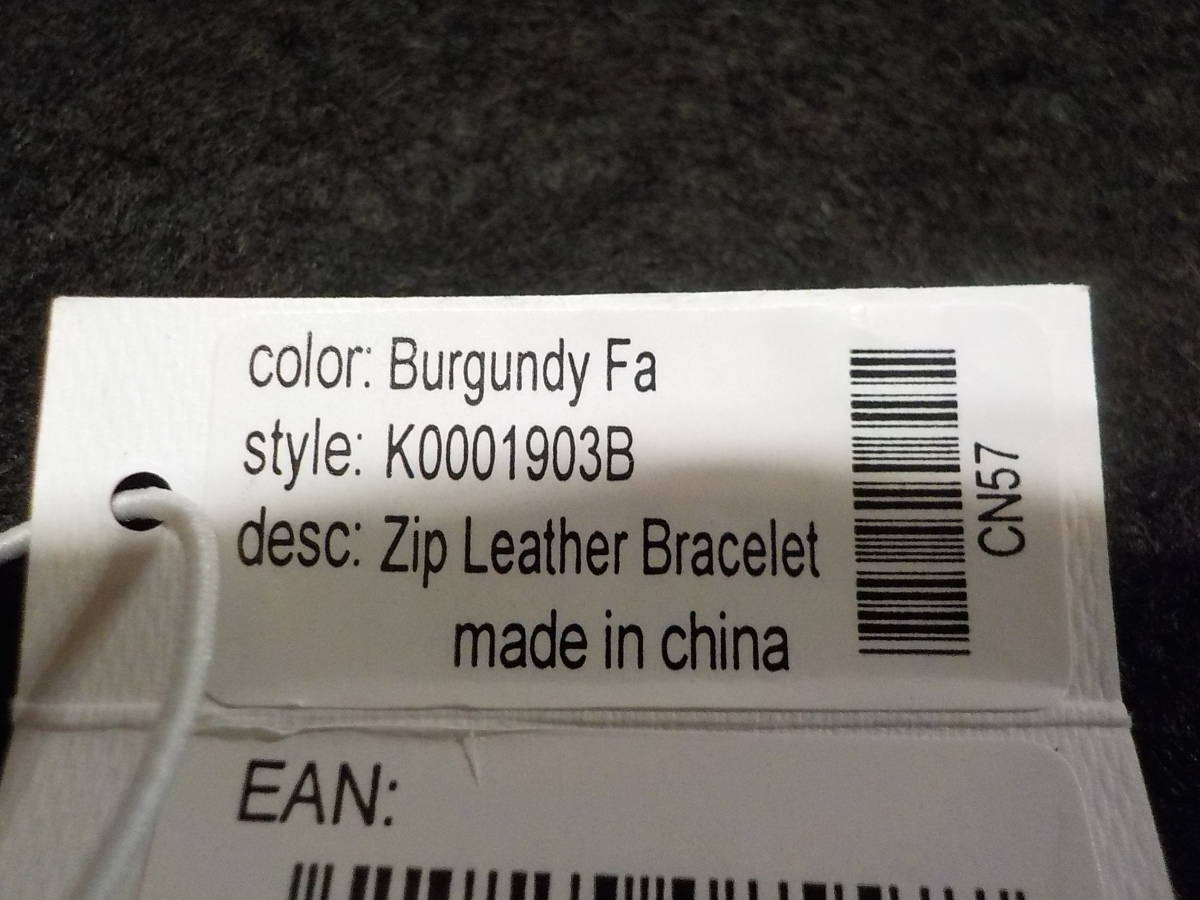 color: Burgundy Fa
style: K0001903B
desc: Zip Leather Bracelet
made in china
CN57
EAN: